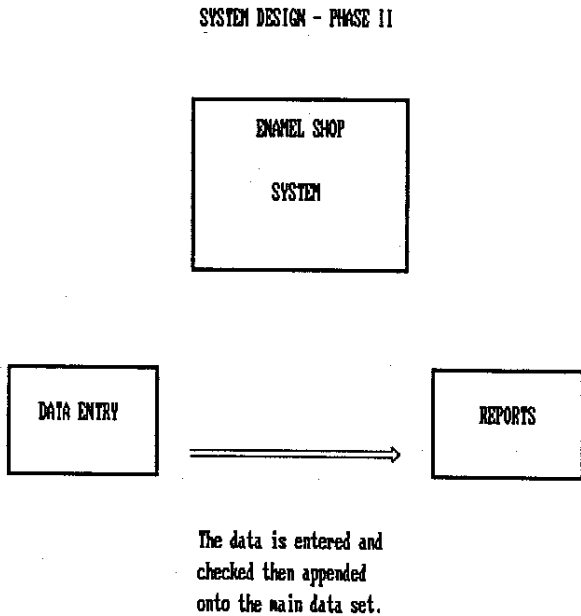 SYSTEM DESIGN - PHASE II
ENAMEL SHOP
SYSTEM
DATA ENTRY
REPORTS
The data is entered and
checked then appended
onto the main data set.